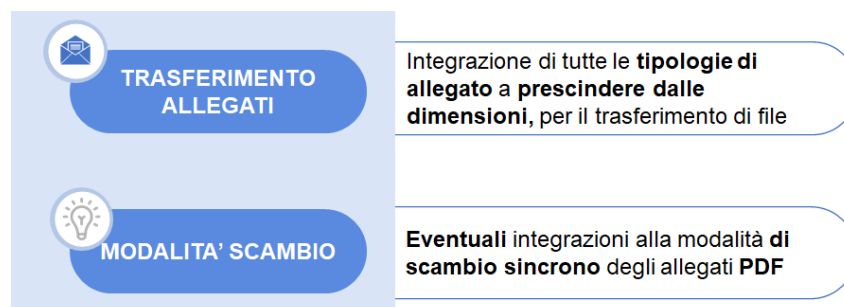 TRASFERIMENTO
ALLEGATI
Integrazione di tutte le tipologie di
allegato a prescindere dalle
dimensioni, per il trasferimento di file
MODALITA’ SCAMBIO
Eventuali integrazioni alla modalità di
scambio sincrono degli allegati PDF